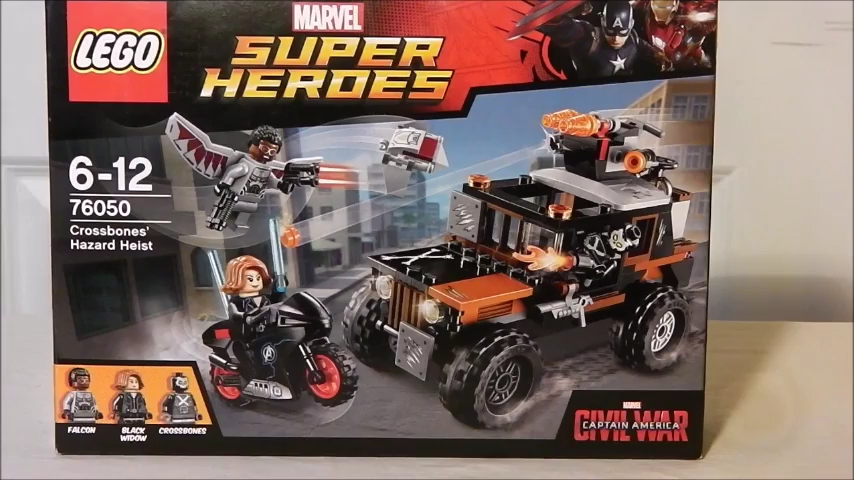 LEGO
MARVEL
SUPER
HEROES
A
6-12
76050
Crossbones'
Hazard Heist
A
FALCON
BLACK
WIDOW
CROSSBONES
MARVEL
CIVIL WAR
CAPTAIN AMERICA